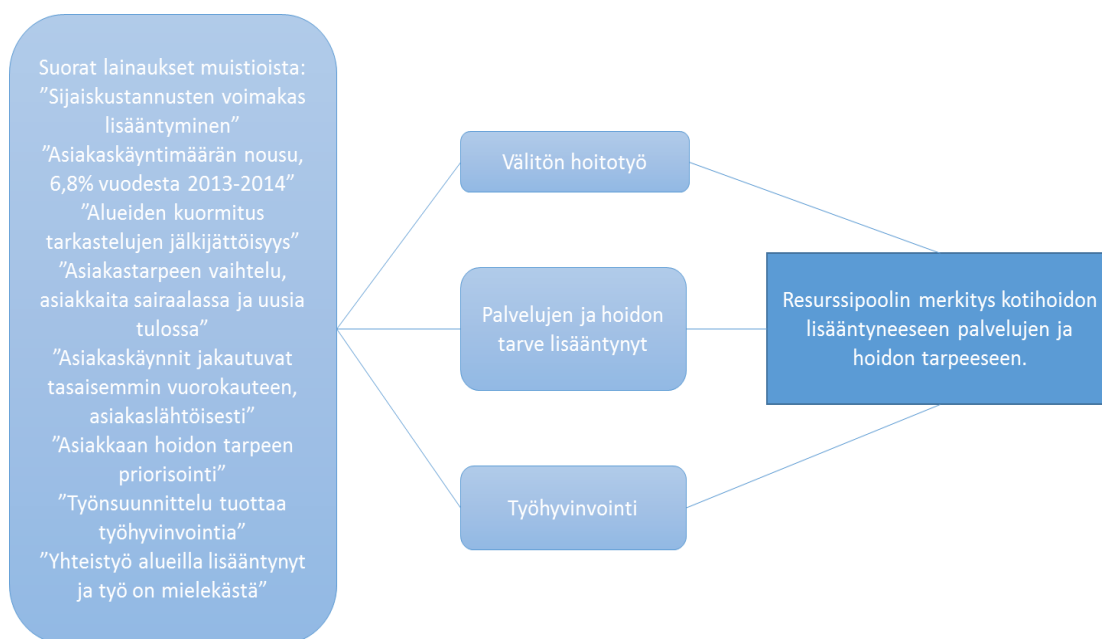 Suorat lainaukset muistioista:
”Sijaiskustannusten voimakas
lisääntyminen”
”Asiakaskäyntimäärän nousu,
6,8% vuodesta 2013-2014”
”Alueiden kuormitus
tarkastelujen jälkijättöisyys”
”Asiakastarpeen vaihtelu,
asiakkaita sairaalassa ja uusia
tulossa”
”Asiakaskäynnit jakautuvat
tasaisemmin vuorokauteen,
asiakaslähtöisesti”
”Asiakkaan hoidon tarpeen
priorisointi”
”Työnsuunnittelu tuottaa
työhyvinvointia”
”Yhteistyö alueilla lisääntynyt
ja työ on mielekästä”
Välitön hoitotyö
Palvelujen ja hoidon
tarve lisääntynyt
Työhyvinvointi
Resurssipoolin merkitys kotihoidon
lisääntyneeseen palvelujen ja
hoidon tarpeeseen.